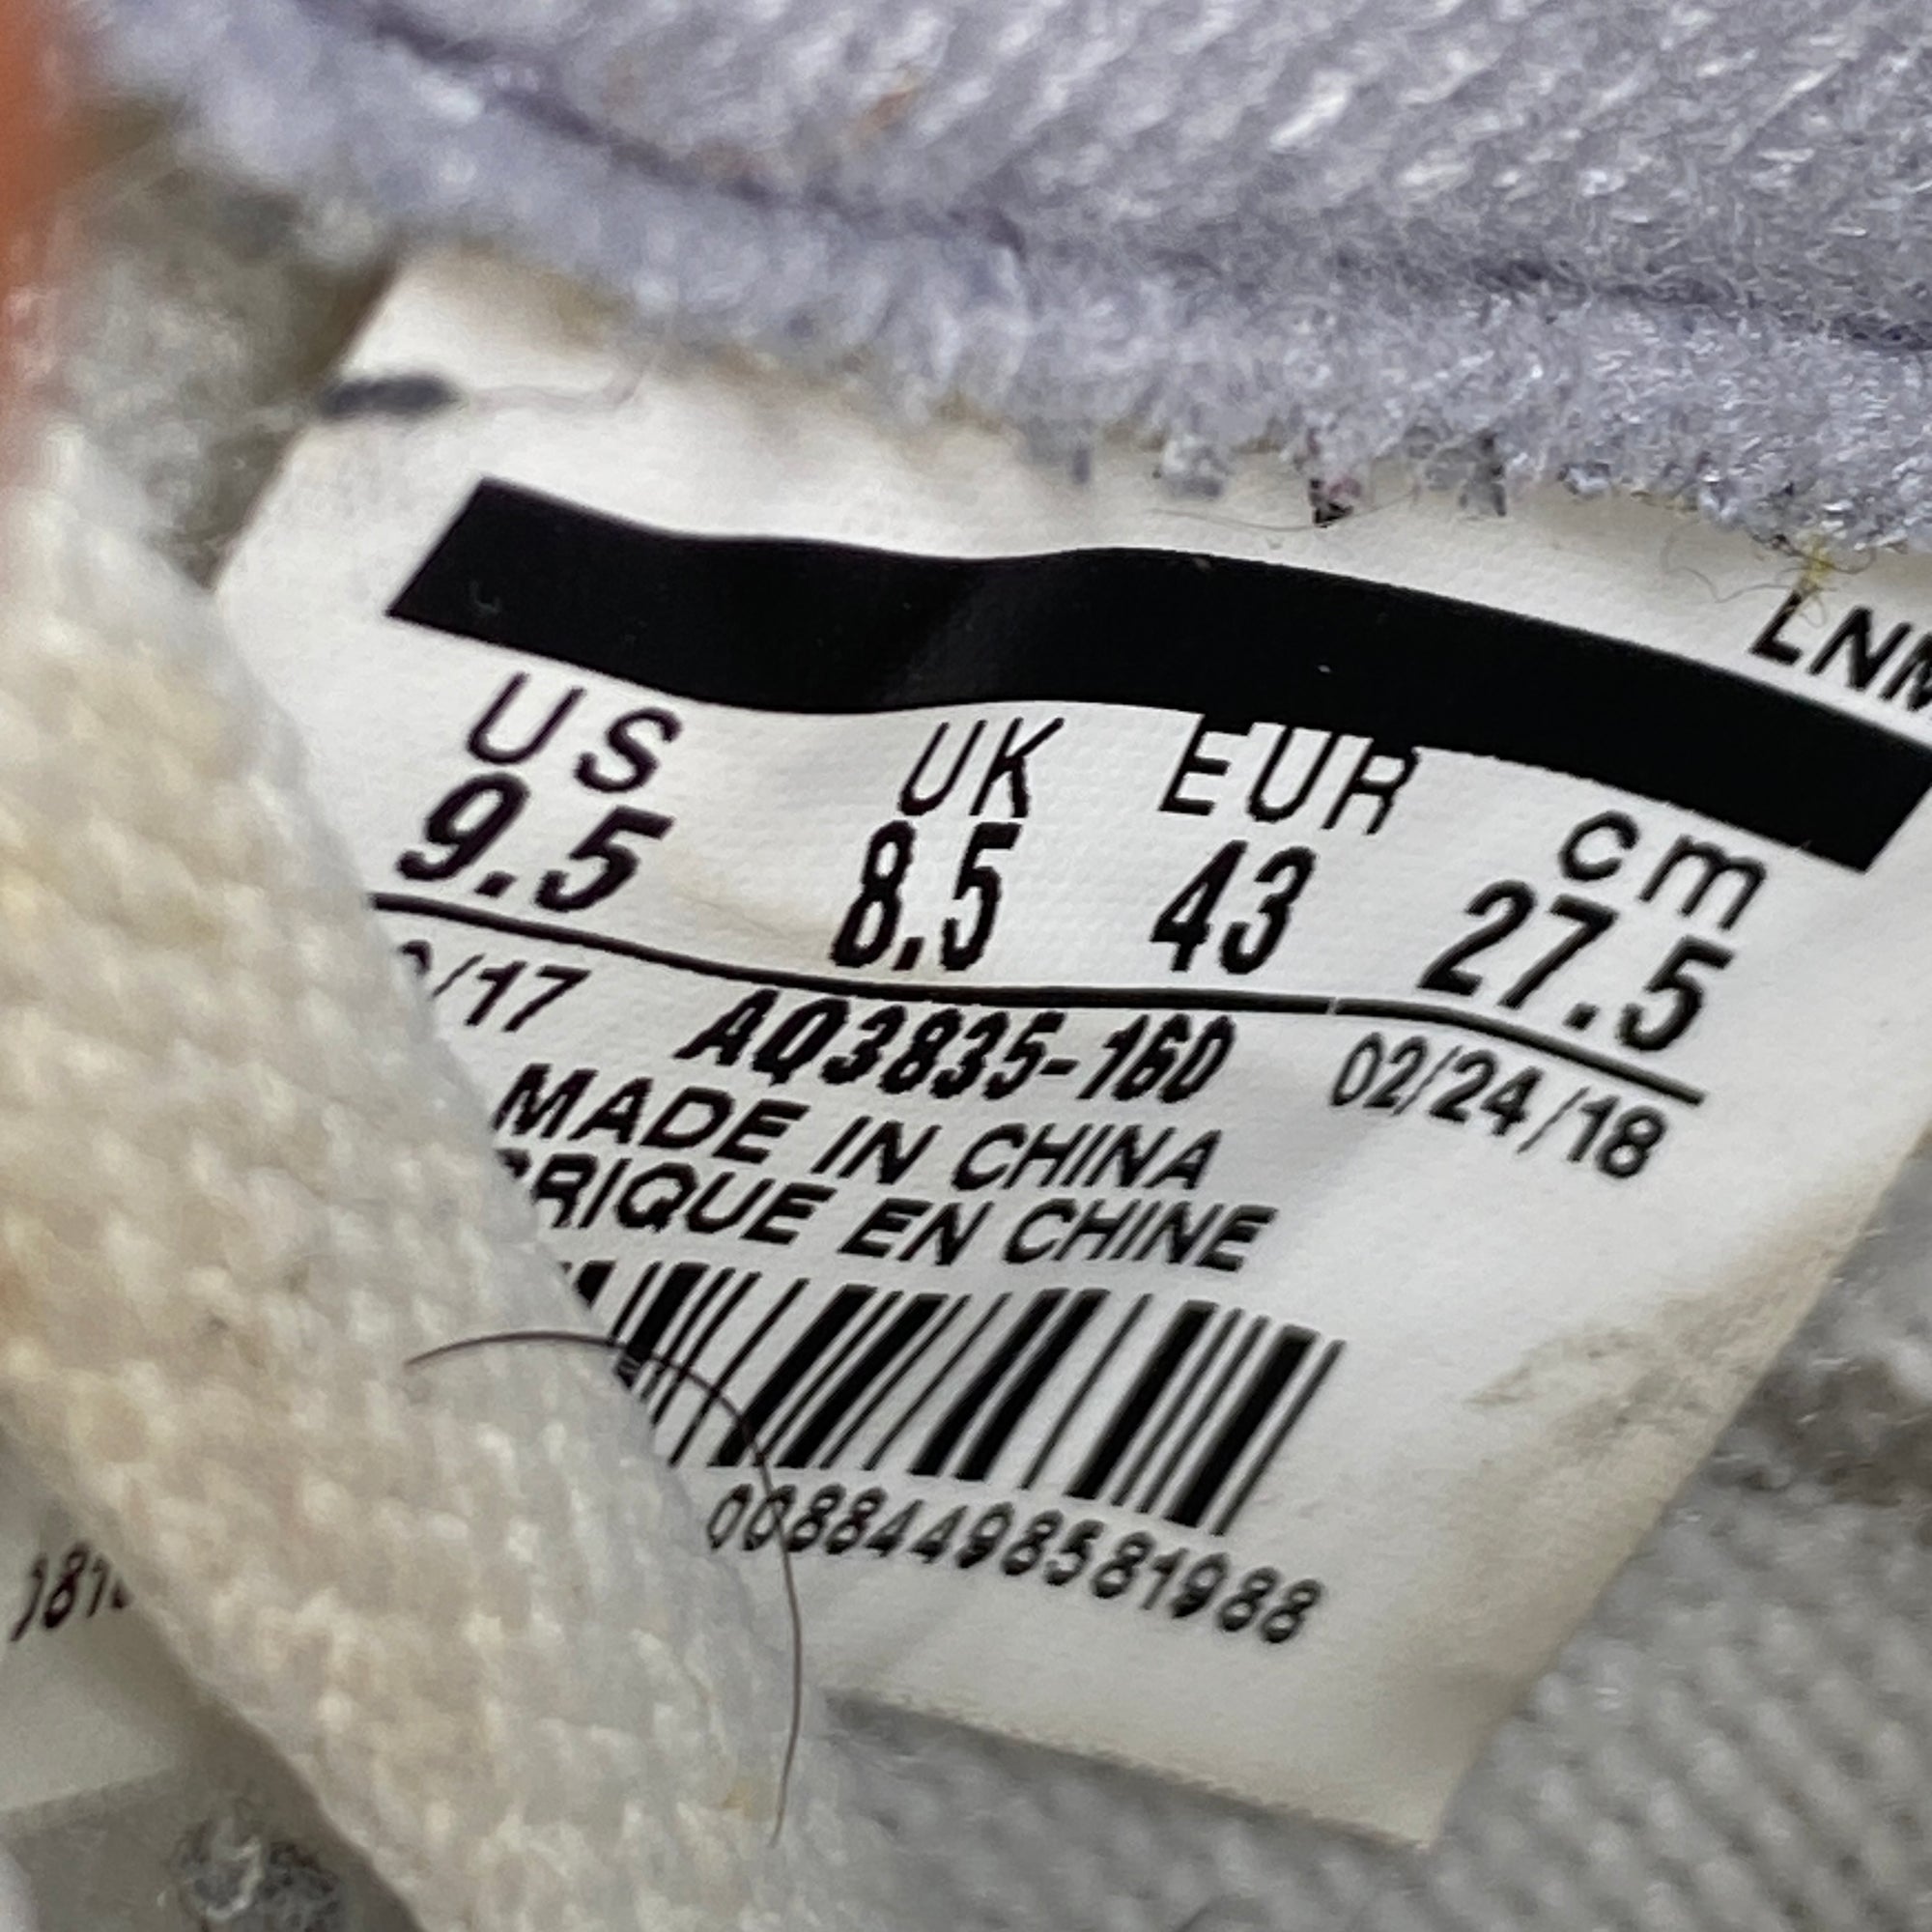 LNM
US UK EUR cm
9.5 8.5 43 27.5
/17 AQ3835-160 02/24/18
MADE IN CHINA
RIQUE EN CHINE
00884498581988
181